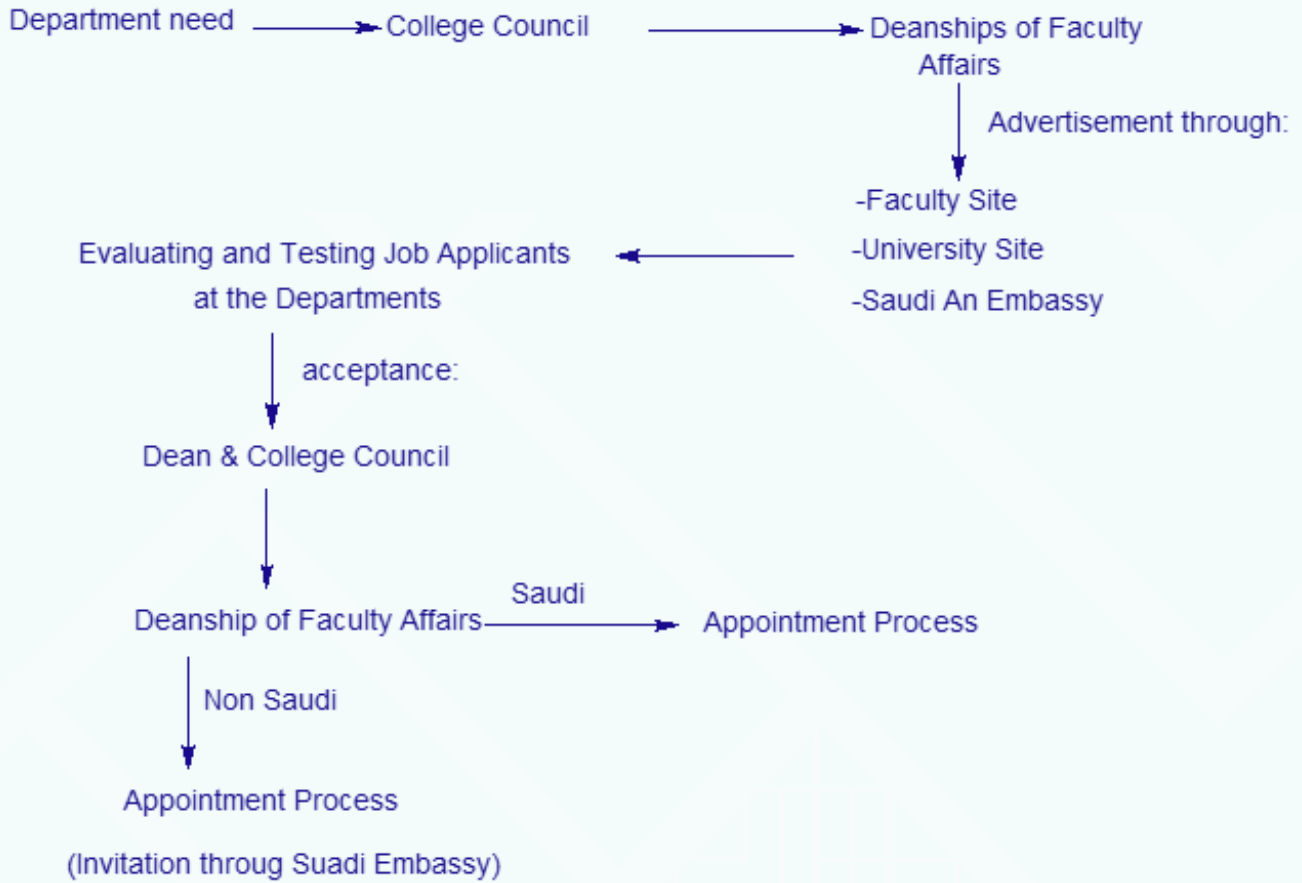 Department need
College Council
Deanships of Faculty
Affairs
Advertisement through:
-Faculty Site
-University Site
-Saudi An Embassy
Evaluating and Testing Job Applicants
at the Departments
acceptance:
Dean & College Council
Deanship of Faculty Affairs
Saudi
Appointment Process
Non Saudi
Appointment Process
(Invitation throug Suadi Embassy)